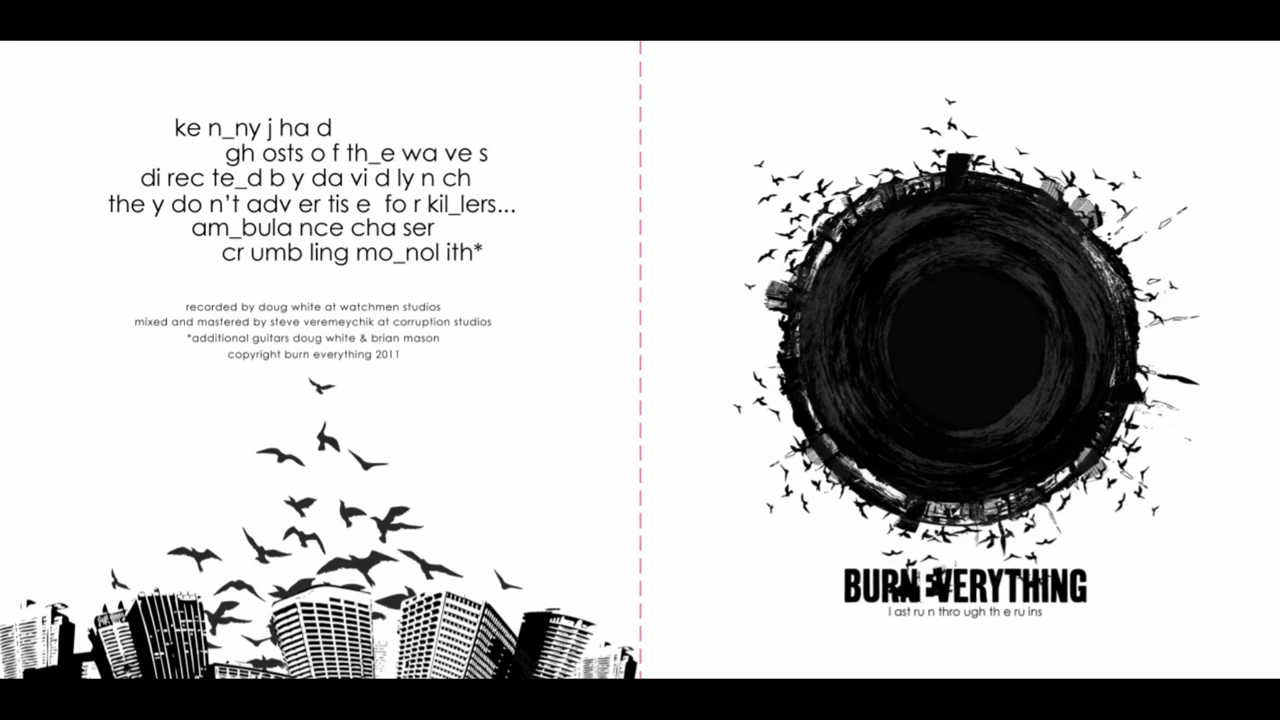 ke n_ny j ha d
gh osts o f th_e wa ve s
di rec te_d b y da vi d ly n ch
the y do n't adv er tis e fo r kil_lers...
am_bula nce cha ser
cr umb ling mo_nol ith*
recorded by doug white at watchmen studios
mixed and mastered by steve veremeychik at corruption studios
*additional guitars doug white & brian mason
copyright burn everything 2011
BURN EVERYTHING
l ast ru n thro ugh th e ru ins